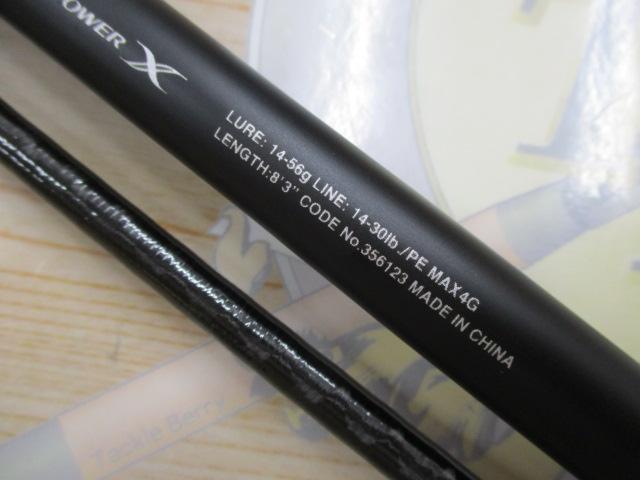 POWER X
LURE: 14-56g LINE: 14-30lb./PE MAX4G
LENGTH:8'3" CODE No.356123 MADE IN CHINA
Tackle Berry